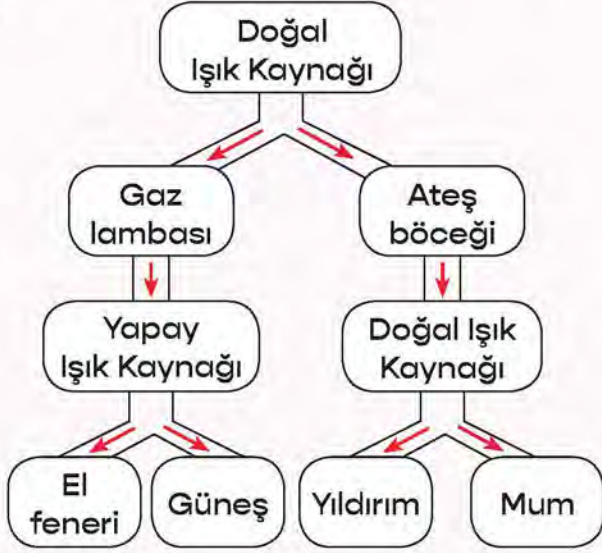 Doğal
Işık Kaynağı
Gaz
lambası
Ateş
böceği
Yapay
Işık Kaynağı
Doğal Işık
Kaynağı
El
feneri
Güneş
Yıldırım
Mum